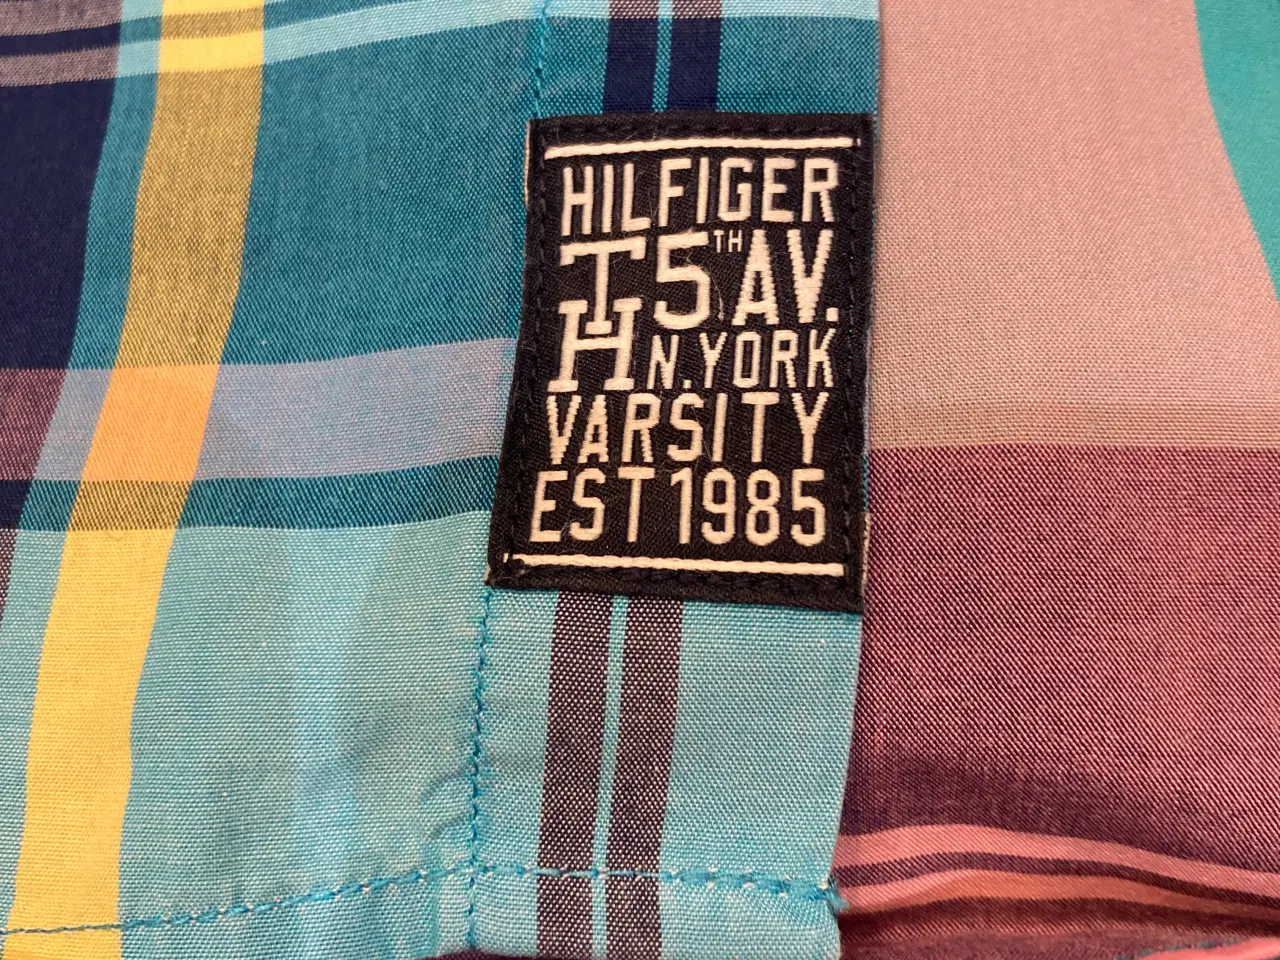 HILFIGER
TH 5TH AV.
N.YORK
VARSITY
EST 1985